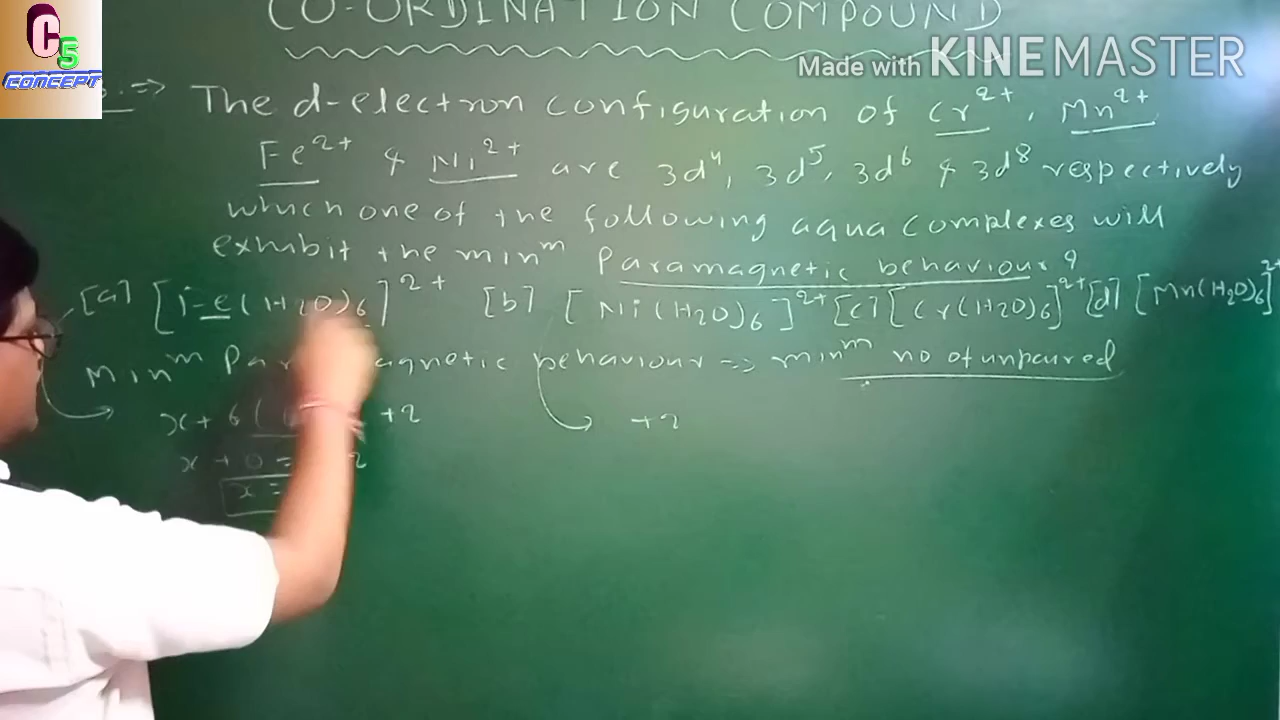 CO-ORDINATION COMPOUND
C5
CONCEPT
Made with KINEMASTER
⇒ The d-electron configuration of Cr²⁺, Mn²⁺
Fe²⁺ & Ni²⁺ are 3d⁴, 3d⁵, 3d⁶ & 3d⁸ respectively
which one of the following aqua complexes will
exhibit the minᵐ Paramagnetic behaviour ?
[a] [Fe(H₂O)₆]²⁺ [b] [Ni(H₂O)₆]²⁺ [c] [Cr(H₂O)₆]²⁺ [d] [Mn(H₂O)₆]²⁺
Minᵐ Paramagnetic behaviour ⇒ minᵐ no of unpaired
x + 6 ( +2 +2
x + 0 = 2
x =